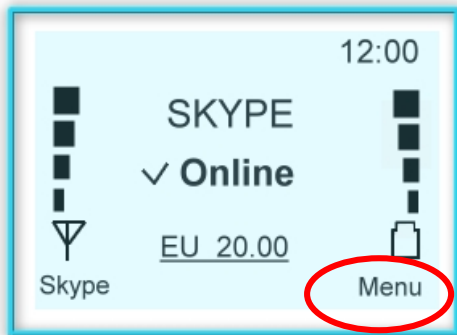 12:00
SKYPE
✓ Online
EU 20.00
Skype Menu